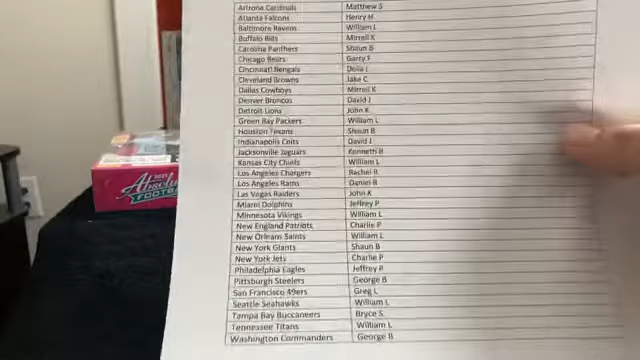 Arizona Cardinals Matthew S
Atlanta Falcons Henry H
Baltimore Ravens William L
Buffalo Bills Mirrell K
Carolina Panthers Shaun B
Chicago Bears Garry F
Cincinnati Bengals Delia L
Cleveland Browns Jake C
Dallas Cowboys Mirrell K
Denver Broncos David J
Detroit Lions John K
Green Bay Packers William L
Houston Texans Shaun B
Indianapolis Colts David J
Jacksonville Jaguars Kenneth B
Kansas City Chiefs William L
Los Angeles Chargers Rachel R
Los Angeles Rams Daniel R
Las Vegas Raiders John K
Miami Dolphins Jeffrey P
Minnesota Vikings William L
New England Patriots Charlie P
New Orleans Saints William L
New York Giants Shaun B
New York Jets Charlie P
Philadelphia Eagles Jeffrey P
Pittsburgh Steelers George B
San Francisco 49ers Greg L
Seattle Seahawks William L
Tampa Bay Buccaneers Bryce S
Tennessee Titans William L
Washington Commanders George B
2021
Absolute
FOOTBALL